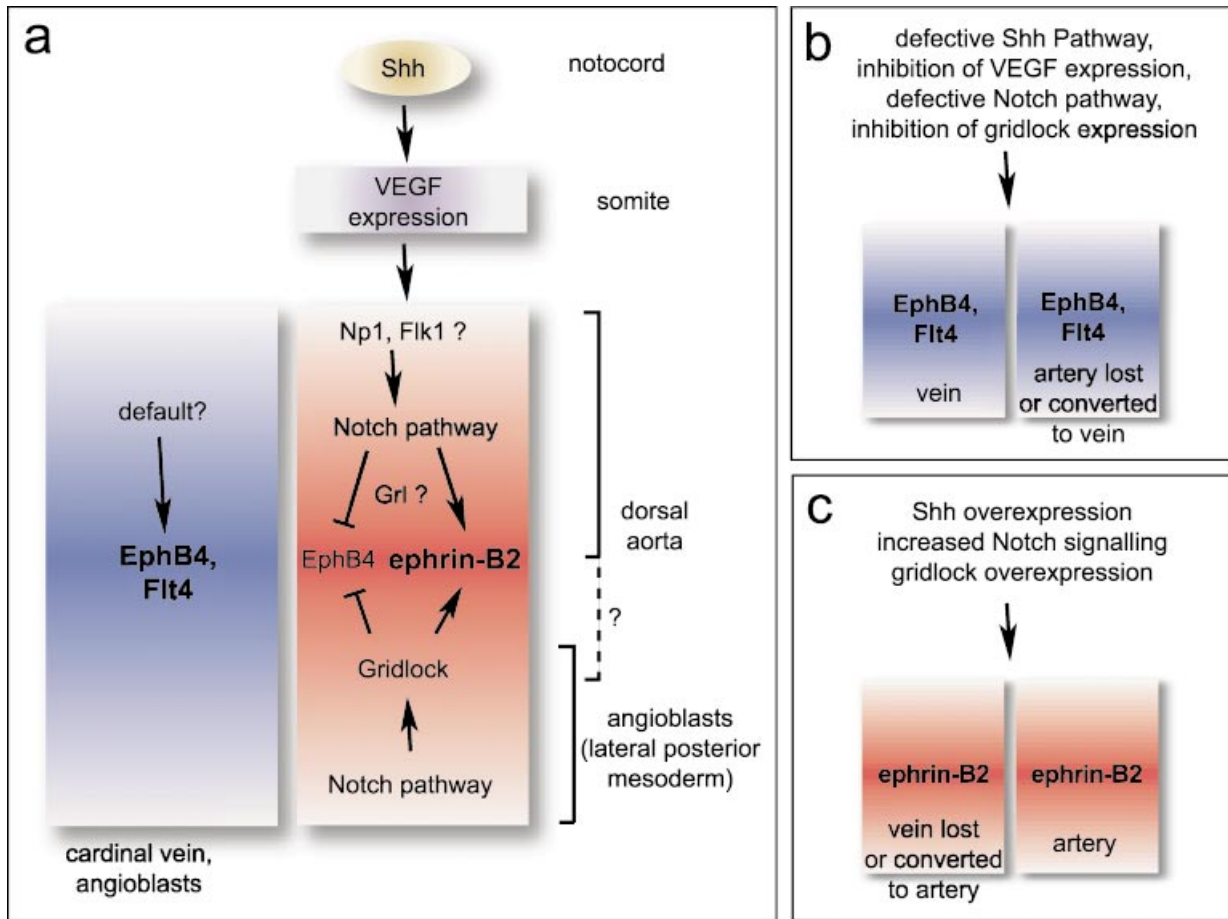 a
Shh
notocord
VEGF
expression
somite
Np1, Flk1 ?
default?
Notch pathway
Grl ?
EphB4,
Flt4
EphB4 ephrin-B2
dorsal
aorta
?
Gridlock
angioblasts
(lateral posterior
mesoderm)
Notch pathway
cardinal vein,
angioblasts
b
defective Shh Pathway,
inhibition of VEGF expression,
defective Notch pathway,
inhibition of gridlock expression
EphB4,
Flt4
vein
EphB4,
Flt4
artery lost
or converted
to vein
c
Shh overexpression
increased Notch signalling
gridlock overexpression
ephrin-B2
vein lost
or converted
to artery
ephrin-B2
artery